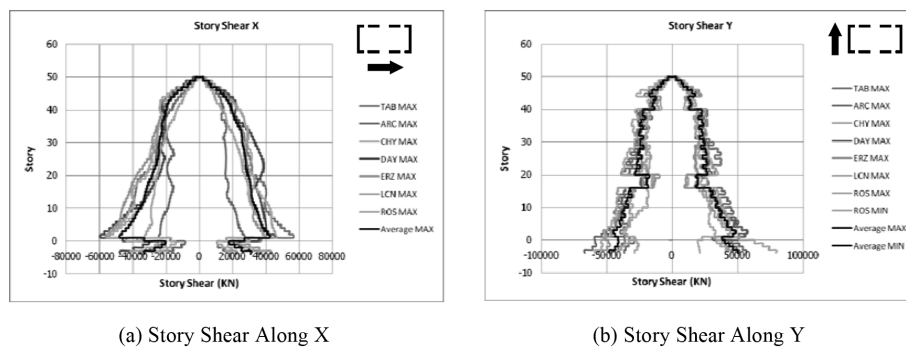 Story Shear X
60
50
40
30
20
10
0
-10
Story
-80000 -60000 -40000 -20000 0 20000 40000 60000 80000
Story Shear (KN)
TAB MAX
ARC MAX
CHY MAX
DAY MAX
ERZ MAX
LCN MAX
ROS MAX
Average MAX
(a) Story Shear Along X
Story Shear Y
60
50
40
30
20
10
0
-10
Story
-100000 -50000 0 50000 100000
Story Shear (KN)
TAB MAX
ARC MAX
CHY MAX
DAY MAX
ERZ MAX
LCN MAX
ROS MAX
ROS MIN
Average MAX
Average MIN
(b) Story Shear Along Y